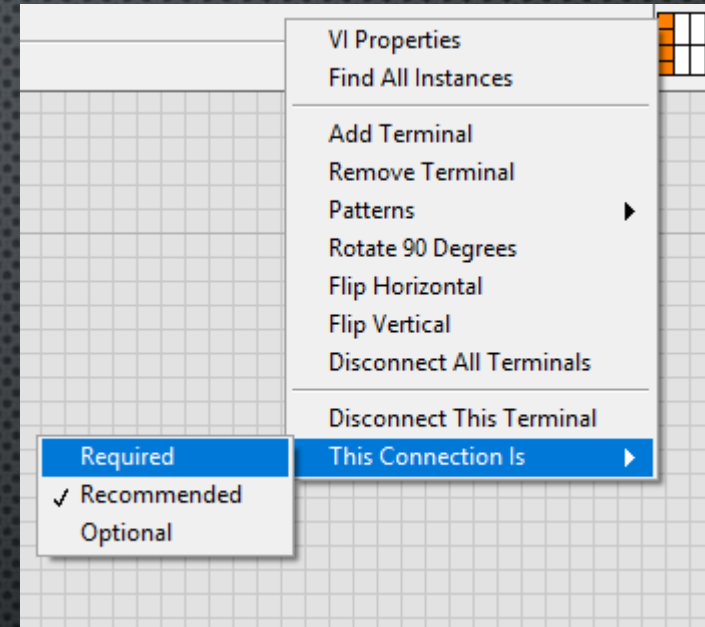 VI Properties
Find All Instances
Add Terminal
Remove Terminal
Patterns
Rotate 90 Degrees
Flip Horizontal
Flip Vertical
Disconnect All Terminals
Disconnect This Terminal
This Connection Is
Required
Recommended
Optional